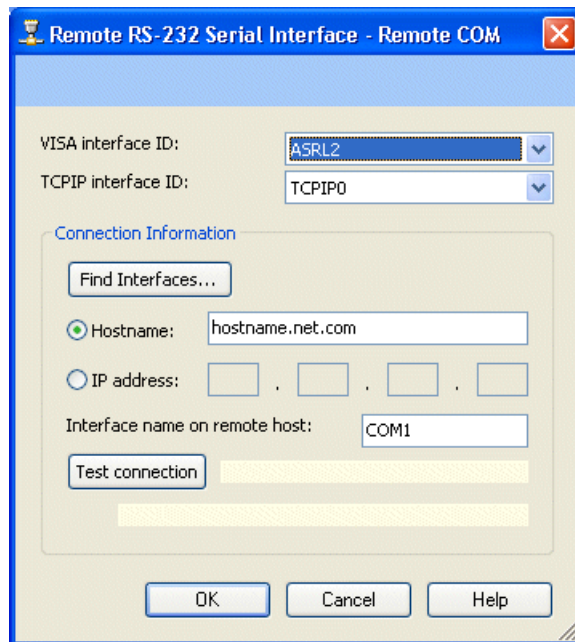 Remote RS-232 Serial Interface - Remote COM
VISA interface ID: ASRL2
TCPIP interface ID: TCPIP0
Connection Information
Find Interfaces...
Hostname: hostname.net.com
IP address: . . .
Interface name on remote host: COM1
Test connection
OK Cancel Help